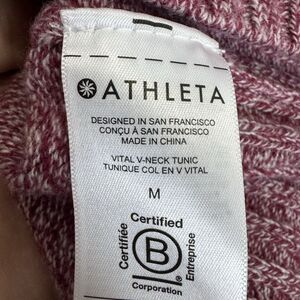 ATHLETA
DESIGNED IN SAN FRANCISCO
CONÇU À SAN FRANCISCO
MADE IN CHINA
VITAL V-NECK TUNIC
TUNIQUE COL EN V VITAL
M
Certified
Certifiée
B
Entreprise
Corporation